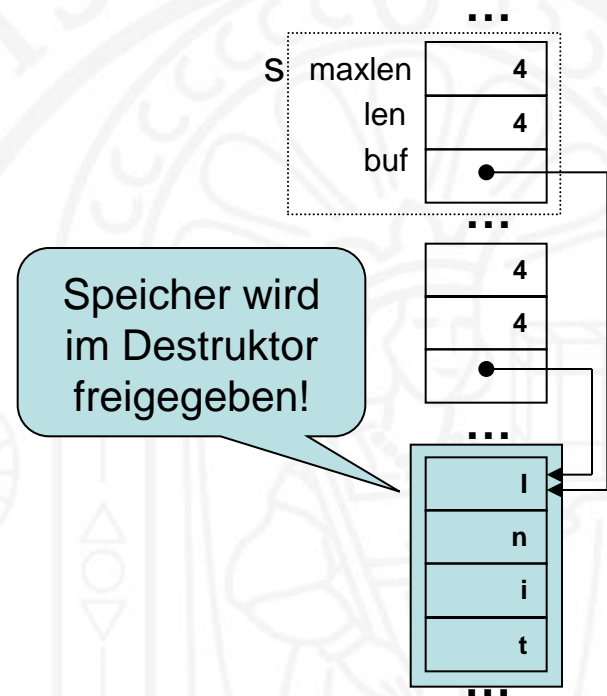 ...
s maxlen 4
len 4
buf
...
4
4
Speicher wird
im Destruktor
freigegeben!
...
I
n
i
t
...